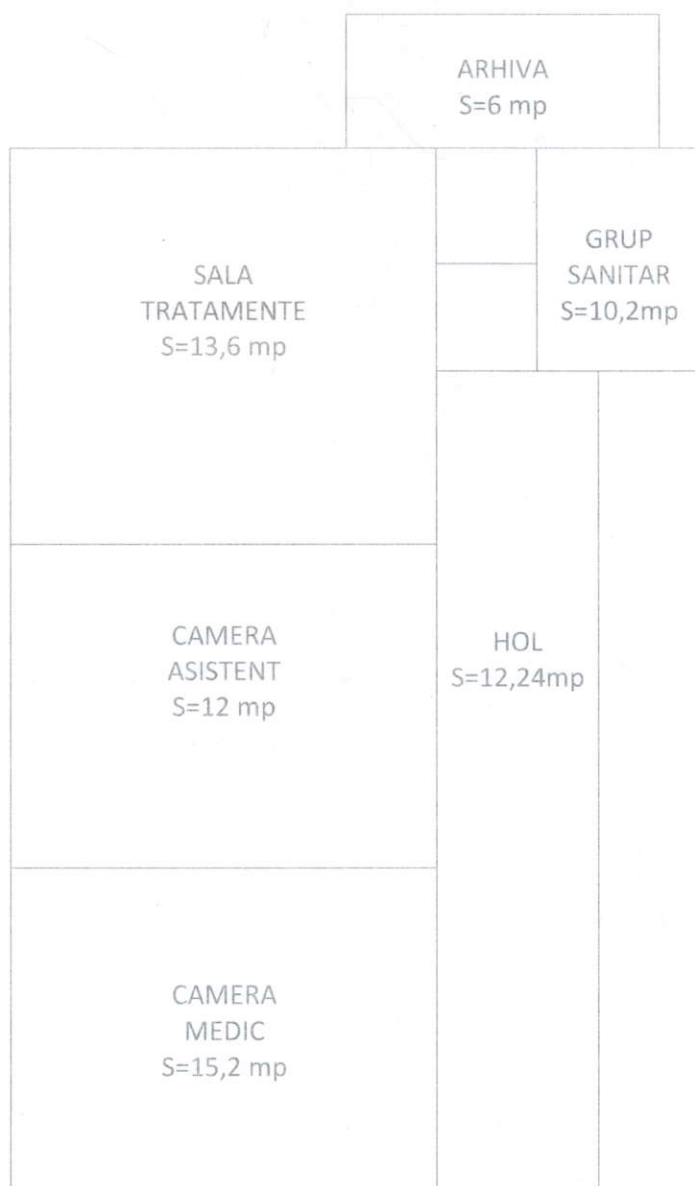 ARHIVA
S=6 mp
GRUP
SANITAR
S=10,2mp
SALA
TRATAMENTE
S=13,6 mp
CAMERA
ASISTENT
S=12 mp
HOL
S=12,24mp
CAMERA
MEDIC
S=15,2 mp